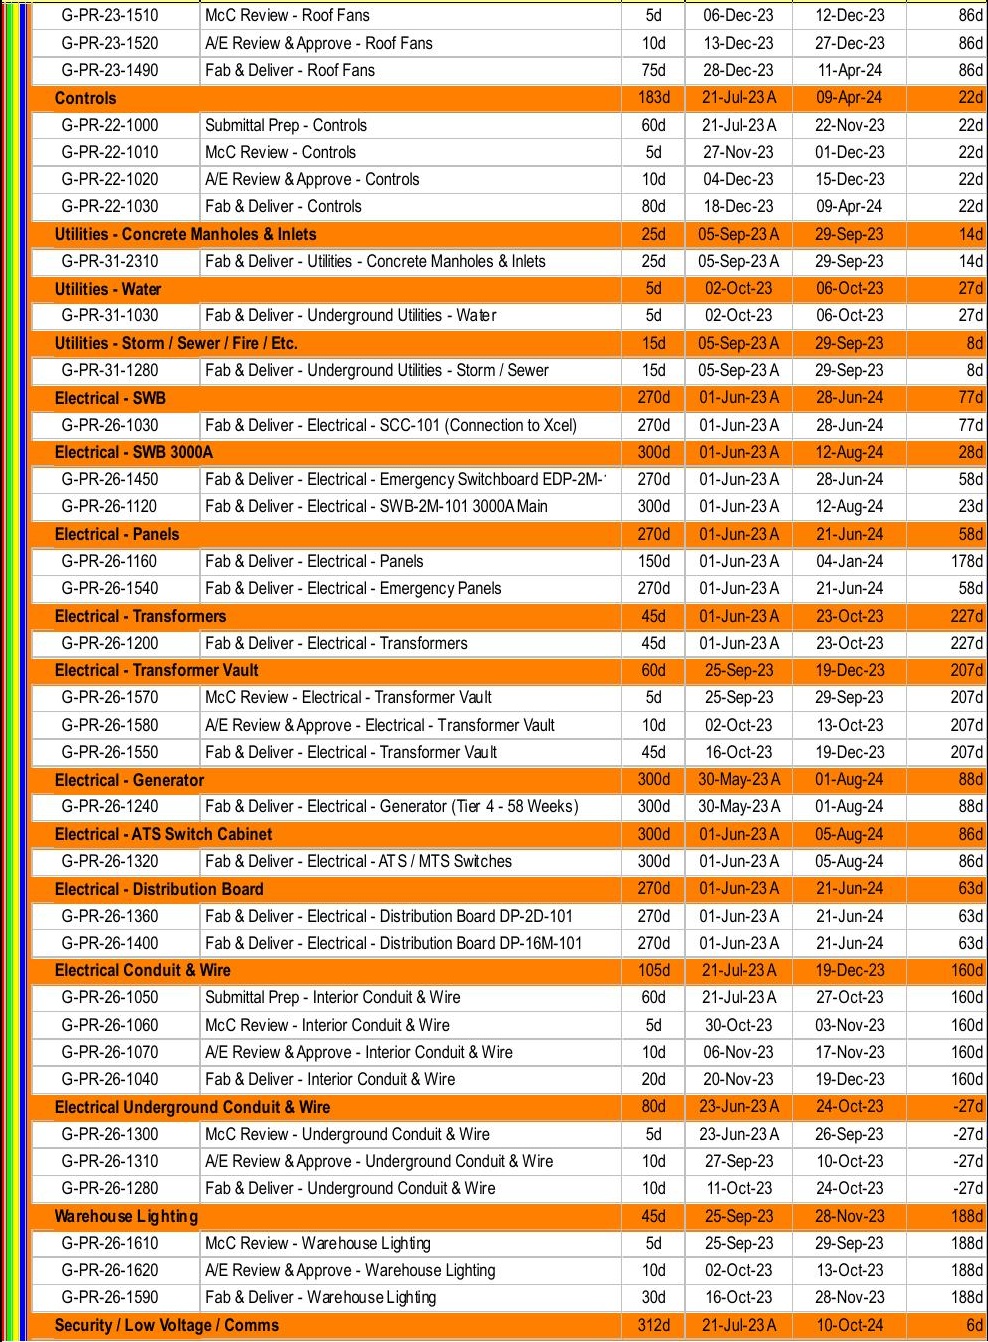 G-PR-23-1510 McC Review - Roof Fans 5d 06-Dec-23 12-Dec-23 86d
G-PR-23-1520 A/E Review & Approve - Roof Fans 10d 13-Dec-23 27-Dec-23 86d
G-PR-23-1490 Fab & Deliver - Roof Fans 75d 28-Dec-23 11-Apr-24 86d
Controls 183d 21-Jul-23 A 09-Apr-24 22d
G-PR-22-1000 Submittal Prep - Controls 60d 21-Jul-23 A 22-Nov-23 22d
G-PR-22-1010 McC Review - Controls 5d 27-Nov-23 01-Dec-23 22d
G-PR-22-1020 A/E Review & Approve - Controls 10d 04-Dec-23 15-Dec-23 22d
G-PR-22-1030 Fab & Deliver - Controls 80d 18-Dec-23 09-Apr-24 22d
Utilities - Concrete Manholes & Inlets 25d 05-Sep-23 A 29-Sep-23 14d
G-PR-31-2310 Fab & Deliver - Utilities - Concrete Manholes & Inlets 25d 05-Sep-23 A 29-Sep-23 14d
Utilities - Water 5d 02-Oct-23 06-Oct-23 27d
G-PR-31-1030 Fab & Deliver - Underground Utilities - Water 5d 02-Oct-23 06-Oct-23 27d
Utilities - Storm / Sewer / Fire / Etc. 15d 05-Sep-23 A 29-Sep-23 8d
G-PR-31-1280 Fab & Deliver - Underground Utilities - Storm / Sewer 15d 05-Sep-23 A 29-Sep-23 8d
Electrical - SWB 270d 01-Jun-23 A 28-Jun-24 77d
G-PR-26-1030 Fab & Deliver - Electrical - SCC-101 (Connection to Xcel) 270d 01-Jun-23 A 28-Jun-24 77d
Electrical - SWB 3000A 300d 01-Jun-23 A 12-Aug-24 28d
G-PR-26-1450 Fab & Deliver - Electrical - Emergency Switchboard EDP-2M- 270d 01-Jun-23 A 28-Jun-24 58d
G-PR-26-1120 Fab & Deliver - Electrical - SWB-2M-101 3000A Main 300d 01-Jun-23 A 12-Aug-24 23d
Electrical - Panels 270d 01-Jun-23 A 21-Jun-24 58d
G-PR-26-1160 Fab & Deliver - Electrical - Panels 150d 01-Jun-23 A 04-Jan-24 178d
G-PR-26-1540 Fab & Deliver - Electrical - Emergency Panels 270d 01-Jun-23 A 21-Jun-24 58d
Electrical - Transformers 45d 01-Jun-23 A 23-Oct-23 227d
G-PR-26-1200 Fab & Deliver - Electrical - Transformers 45d 01-Jun-23 A 23-Oct-23 227d
Electrical - Transformer Vault 60d 25-Sep-23 19-Dec-23 207d
G-PR-26-1570 McC Review - Electrical - Transformer Vault 5d 25-Sep-23 29-Sep-23 207d
G-PR-26-1580 A/E Review & Approve - Electrical - Transformer Vault 10d 02-Oct-23 13-Oct-23 207d
G-PR-26-1550 Fab & Deliver - Electrical - Transformer Vault 45d 16-Oct-23 19-Dec-23 207d
Electrical - Generator 300d 30-May-23 A 01-Aug-24 88d
G-PR-26-1240 Fab & Deliver - Electrical - Generator (Tier 4 - 58 Weeks) 300d 30-May-23 A 01-Aug-24 88d
Electrical - ATS Switch Cabinet 300d 01-Jun-23 A 05-Aug-24 86d
G-PR-26-1320 Fab & Deliver - Electrical - ATS / MTS Switches 300d 01-Jun-23 A 05-Aug-24 86d
Electrical - Distribution Board 270d 01-Jun-23 A 21-Jun-24 63d
G-PR-26-1360 Fab & Deliver - Electrical - Distribution Board DP-2D-101 270d 01-Jun-23 A 21-Jun-24 63d
G-PR-26-1400 Fab & Deliver - Electrical - Distribution Board DP-16M-101 270d 01-Jun-23 A 21-Jun-24 63d
Electrical Conduit & Wire 105d 21-Jul-23 A 19-Dec-23 160d
G-PR-26-1050 Submittal Prep - Interior Conduit & Wire 60d 21-Jul-23 A 27-Oct-23 160d
G-PR-26-1060 McC Review - Interior Conduit & Wire 5d 30-Oct-23 03-Nov-23 160d
G-PR-26-1070 A/E Review & Approve - Interior Conduit & Wire 10d 06-Nov-23 17-Nov-23 160d
G-PR-26-1040 Fab & Deliver - Interior Conduit & Wire 20d 20-Nov-23 19-Dec-23 160d
Electrical Underground Conduit & Wire 80d 23-Jun-23 A 24-Oct-23 -27d
G-PR-26-1300 McC Review - Underground Conduit & Wire 5d 23-Jun-23 A 26-Sep-23 -27d
G-PR-26-1310 A/E Review & Approve - Underground Conduit & Wire 10d 27-Sep-23 10-Oct-23 -27d
G-PR-26-1280 Fab & Deliver - Underground Conduit & Wire 10d 11-Oct-23 24-Oct-23 -27d
Warehouse Lighting 45d 25-Sep-23 28-Nov-23 188d
G-PR-26-1610 McC Review - Warehouse Lighting 5d 25-Sep-23 29-Sep-23 188d
G-PR-26-1620 A/E Review & Approve - Warehouse Lighting 10d 02-Oct-23 13-Oct-23 188d
G-PR-26-1590 Fab & Deliver - Warehouse Lighting 30d 16-Oct-23 28-Nov-23 188d
Security / Low Voltage / Comms 312d 21-Jul-23 A 10-Oct-24 6d